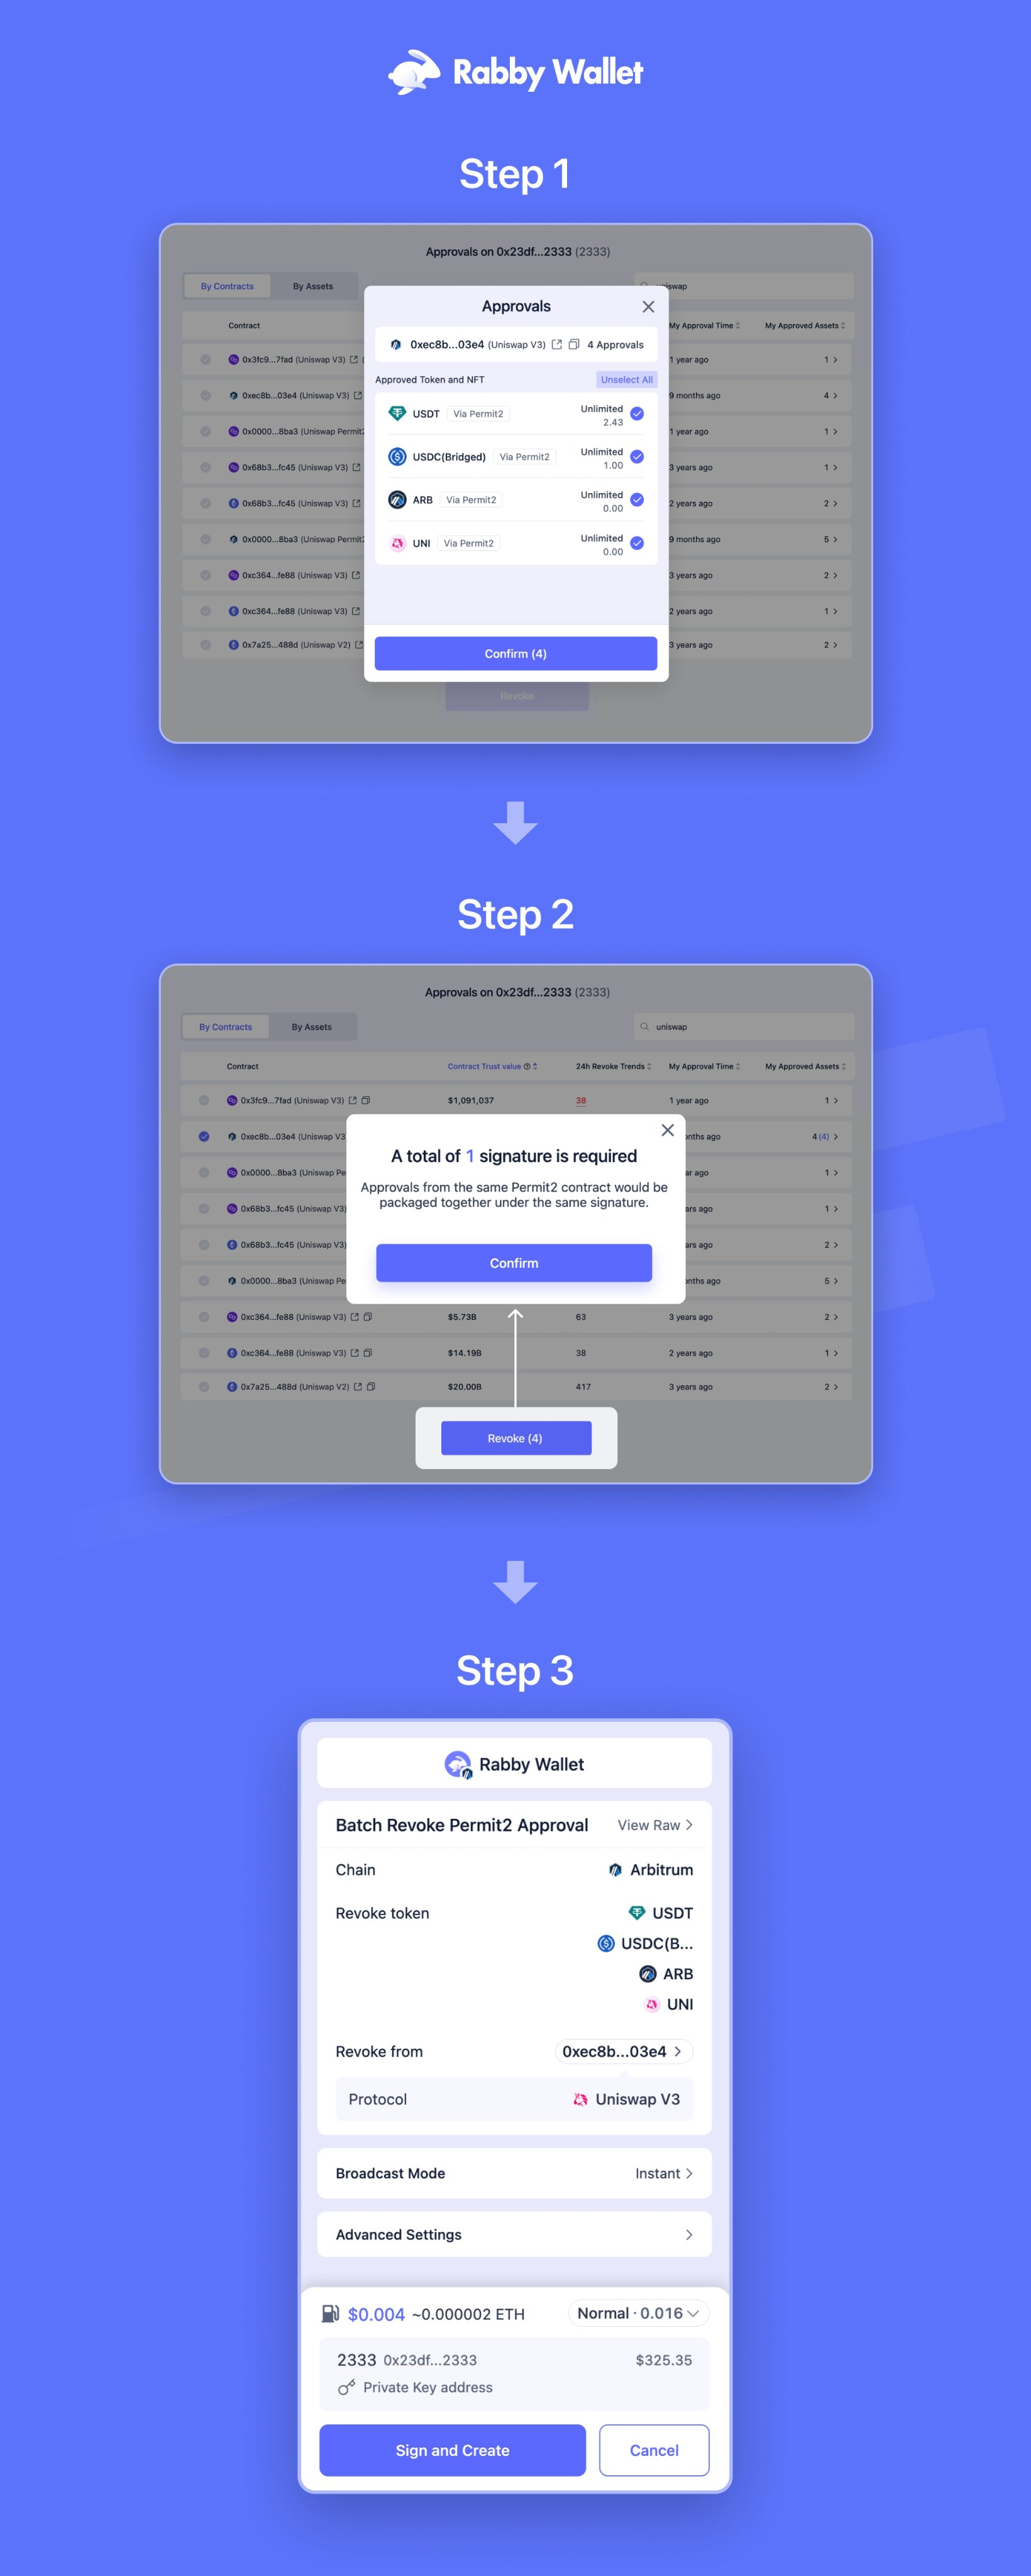 Rabby Wallet
Step 1
Approvals on 0x23df...2333 (2333)
By Contracts By Assets uniswap
Contract My Approval Time My Approved Assets
0x3fc9...7fad (Uniswap V3) 1 year ago 1
0xec8b...03e4 (Uniswap V3) 9 months ago 4
0x0000...8ba3 (Uniswap Permit2 1 year ago 1
0x68b3...fc45 (Uniswap V3) 3 years ago 1
0x68b3...fc45 (Uniswap V3) 2 years ago 2
0x0000...8ba3 (Uniswap Permit2 9 months ago 5
0xc364...fe88 (Uniswap V3) 3 years ago 2
0xc364...fe88 (Uniswap V3) 2 years ago 1
0x7a25...488d (Uniswap V2) 3 years ago 2
Approvals
0xec8b...03e4 (Uniswap V3) 4 Approvals
Approved Token and NFT Unselect All
USDT Via Permit2 Unlimited
2.43
USDC(Bridged) Via Permit2 Unlimited
1.00
ARB Via Permit2 Unlimited
0.00
UNI Via Permit2 Unlimited
0.00
Confirm (4)
Revoke
Step 2
Approvals on 0x23df...2333 (2333)
By Contracts By Assets uniswap
Contract Contract Trust value 24h Revoke Trends My Approval Time My Approved Assets
0x3fc9...7fad (Uniswap V3) $1,091,037 38 1 year ago 1
0xec8b...03e4 (Uniswap V3 nths ago 4 (4)
0x0000...8ba3 (Uniswap Pe ar ago 1
0x68b3...fc45 (Uniswap V3) ars ago 1
0x68b3...fc45 (Uniswap V3) ars ago 2
0x0000...8ba3 (Uniswap Pe onths ago 5
0xc364...fe88 (Uniswap V3) $5.73B 63 3 years ago 2
0xc364...fe88 (Uniswap V3) $14.19B 38 2 years ago 1
0x7a25...488d (Uniswap V2) $20.00B 417 3 years ago 2
A total of 1 signature is required
Approvals from the same Permit2 contract would be
packaged together under the same signature.
Confirm
Revoke (4)
Step 3
Rabby Wallet
Batch Revoke Permit2 Approval View Raw
Chain Arbitrum
Revoke token USDT
USDC(B...
ARB
UNI
Revoke from 0xec8b...03e4
Protocol Uniswap V3
Broadcast Mode Instant
Advanced Settings
$0.004 ~0.000002 ETH Normal · 0.016
2333 0x23df...2333 $325.35
Private Key address
Sign and Create Cancel